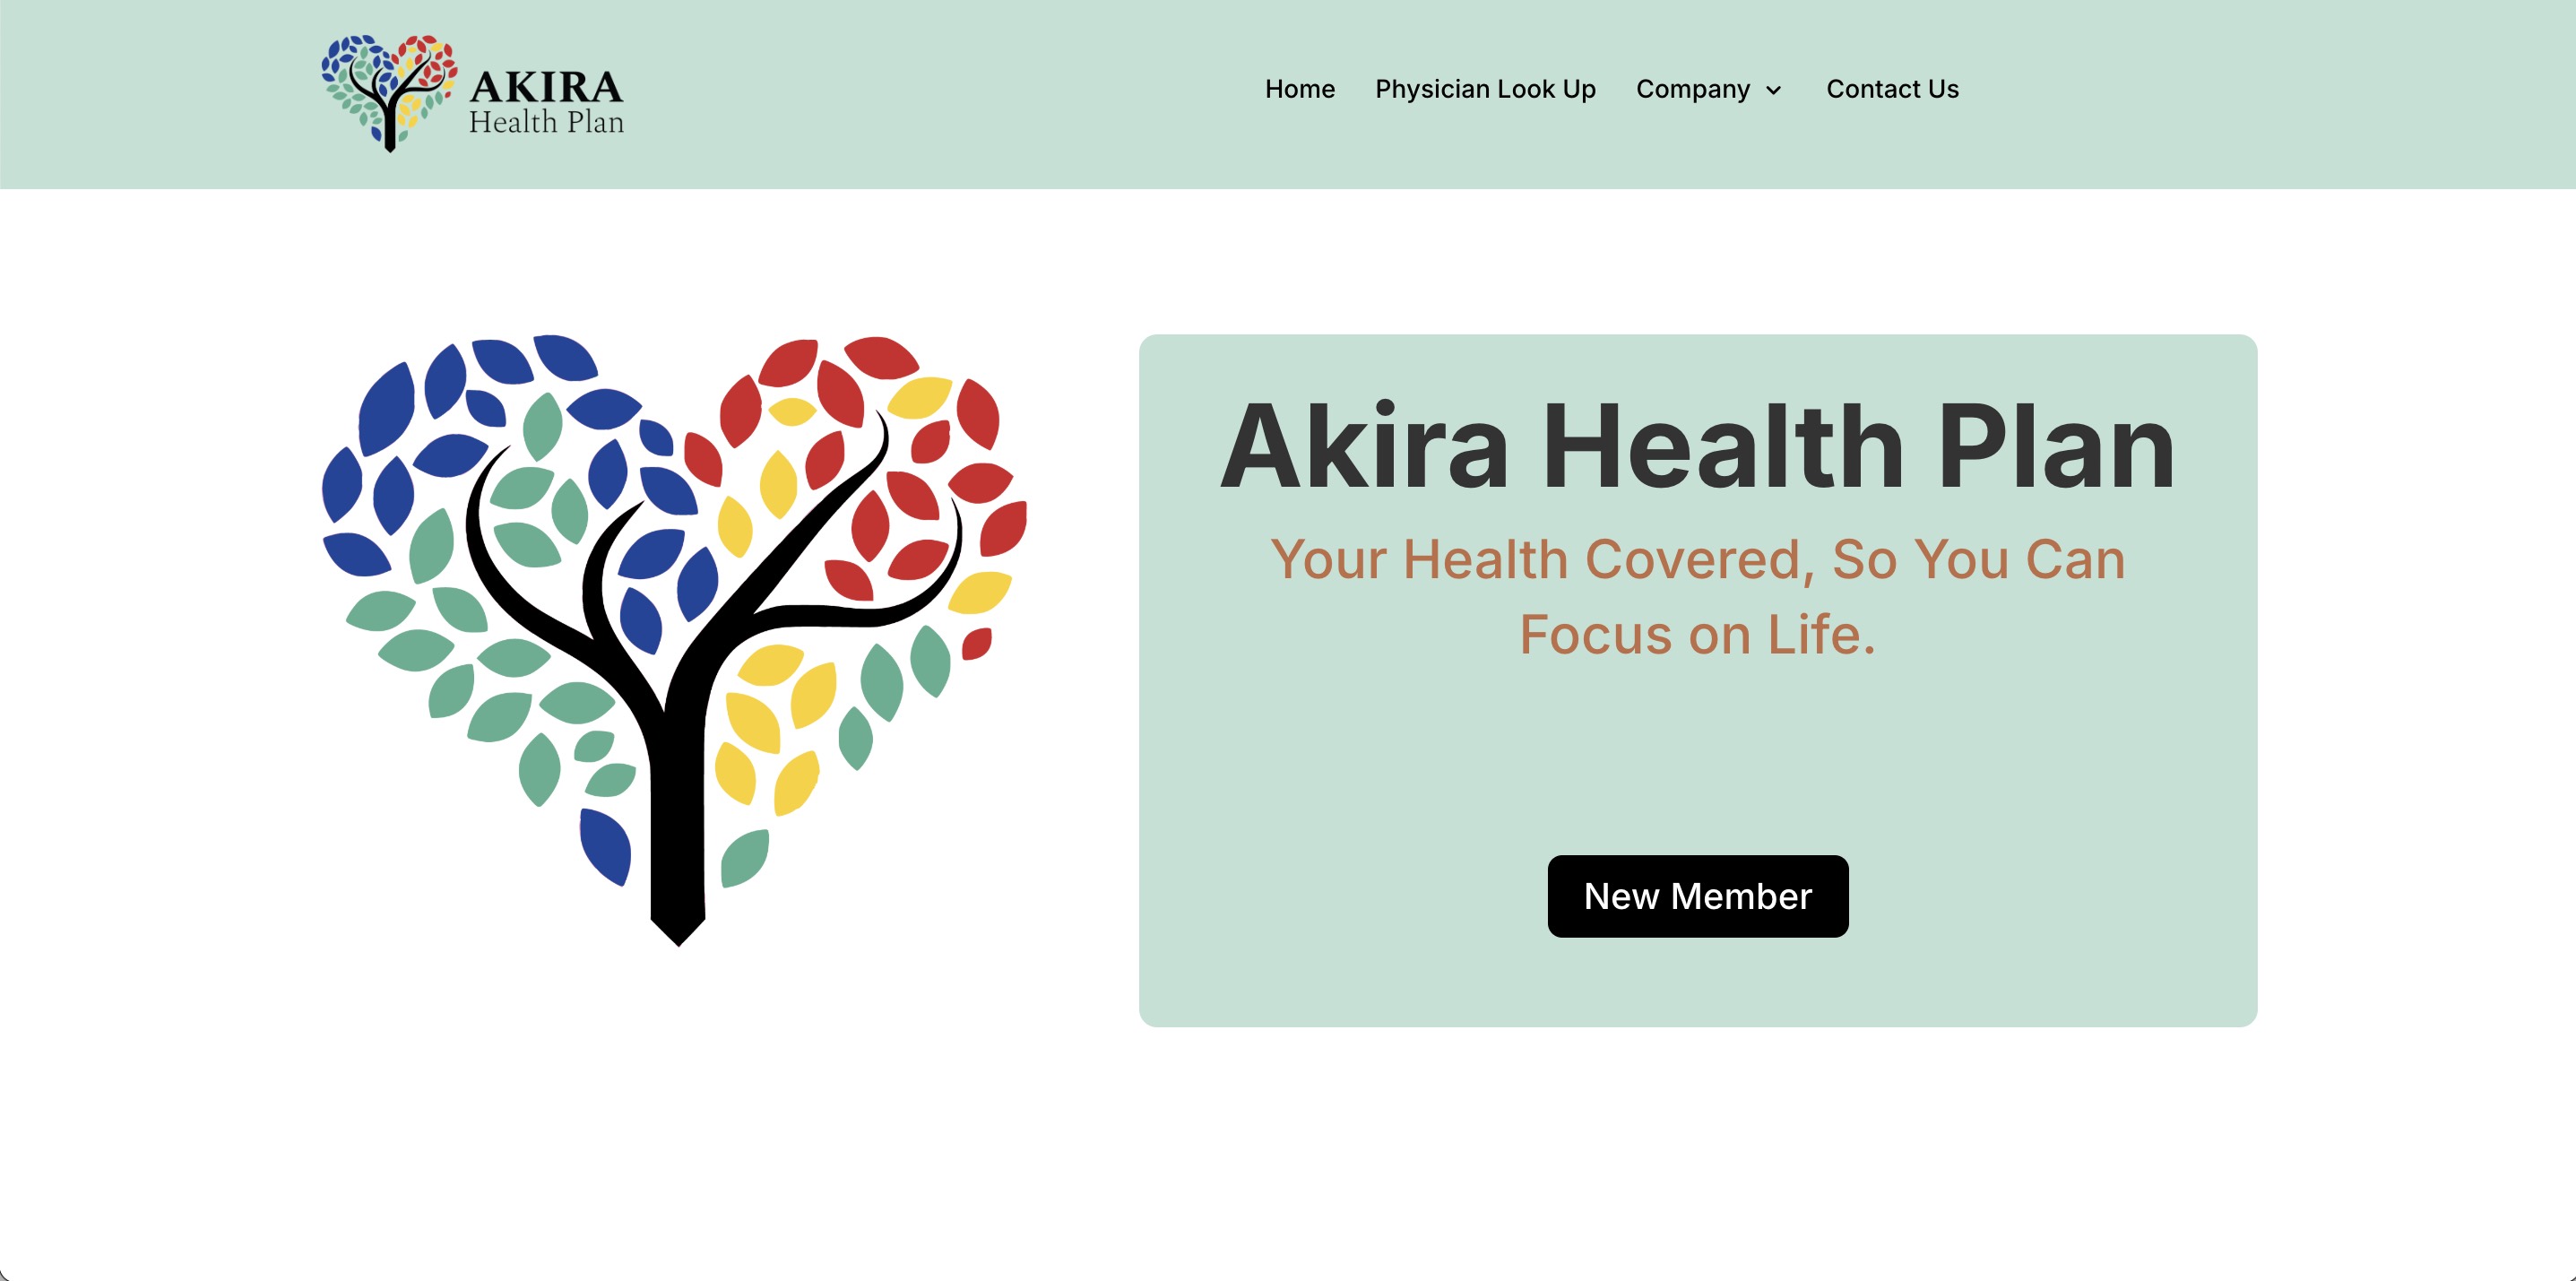 AKIRA
Health Plan
Home Physician Look Up Company Contact Us
Akira Health Plan
Your Health Covered, So You Can
Focus on Life.
New Member